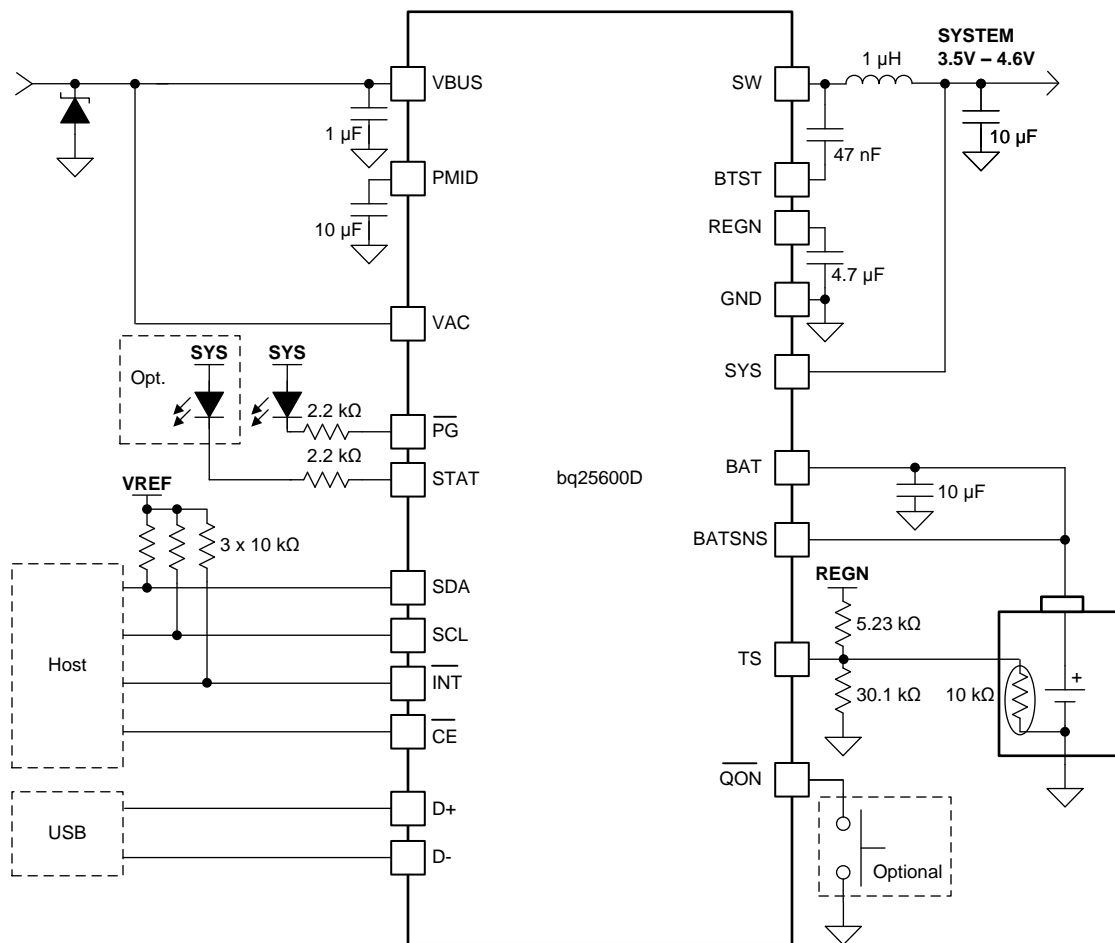 SYSTEM
3.5V – 4.6V
1 µH
VBUS
SW
1 µF
10 µF
47 nF
PMID
BTST
10 µF
REGN
4.7 µF
GND
VAC
SYS
SYS
SYS
Opt.
2.2 kΩ
PG
2.2 kΩ
STAT
bq25600D
BAT
10 µF
VREF
3 x 10 kΩ
BATSNS
REGN
SDA
5.23 kΩ
SCL
Host
TS
INT
30.1 kΩ
10 kΩ
+
CE
QON
D+
USB
D-
Optional